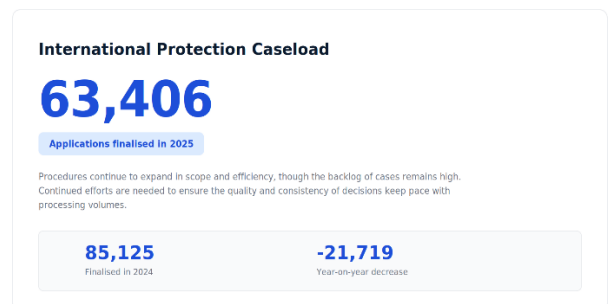 International Protection Caseload
63,406
Applications finalised in 2025
Procedures continue to expand in scope and efficiency, though the backlog of cases remains high.
Continued efforts are needed to ensure the quality and consistency of decisions keep pace with
processing volumes.
85,125
-21,719
Finalised in 2024
Year-on-year decrease